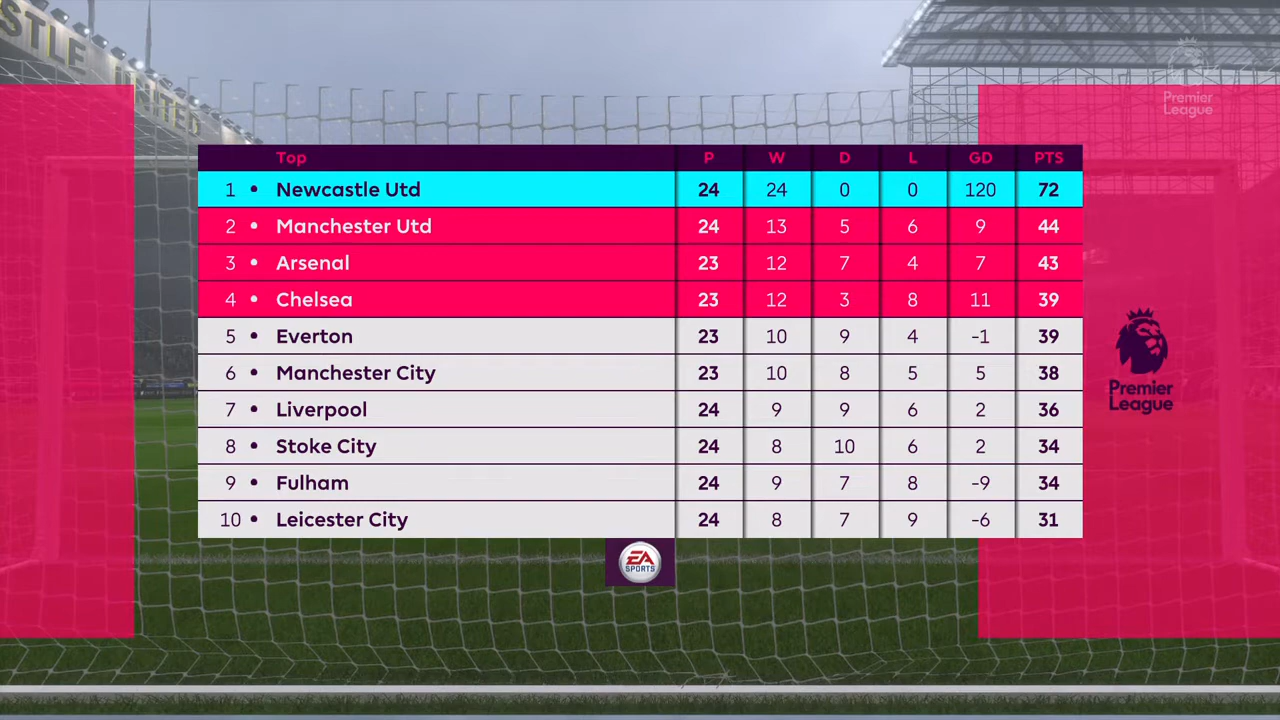 STLE UNITED
Premier
League
Top P W D L GD PTS
1 • Newcastle Utd 24 24 0 0 120 72
2 • Manchester Utd 24 13 5 6 9 44
3 • Arsenal 23 12 7 4 7 43
4 • Chelsea 23 12 3 8 11 39
5 • Everton 23 10 9 4 -1 39
6 • Manchester City 23 10 8 5 5 38
7 • Liverpool 24 9 9 6 2 36
8 • Stoke City 24 8 10 6 2 34
9 • Fulham 24 9 7 8 -9 34
10 • Leicester City 24 8 7 9 -6 31
Premier
League
EA
SPORTS